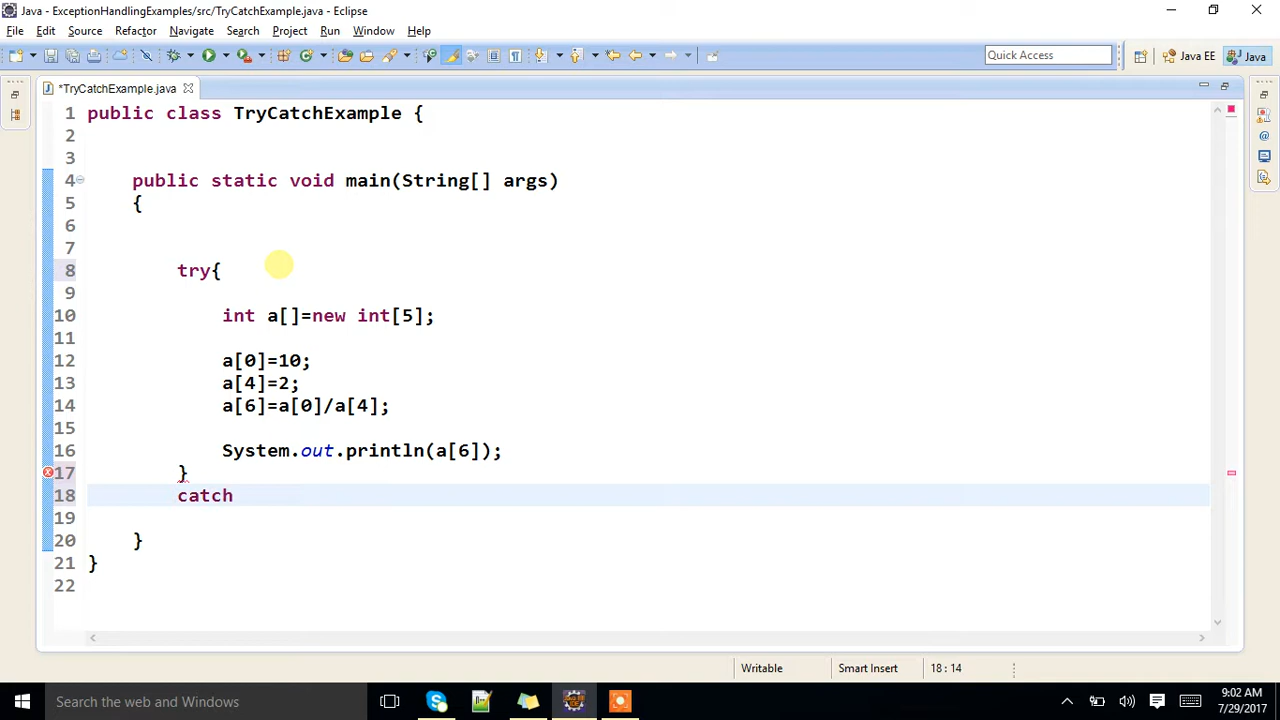 Java - ExceptionHandlingExamples/src/TryCatchExample.java - Eclipse
File Edit Source Refactor Navigate Search Project Run Window Help
Quick Access Java EE Java
*TryCatchExample.java
1 public class TryCatchExample {
2
3
4 public static void main(String[] args)
5 {
6
7
8 try{
9
10 int a[]=new int[5];
11
12 a[0]=10;
13 a[4]=2;
14 a[6]=a[0]/a[4];
15
16 System.out.println(a[6]);
17 }
18 catch
19
20 }
21 }
22
Writable Smart Insert 18 : 14
Search the web and Windows
9:02 AM
7/29/2017